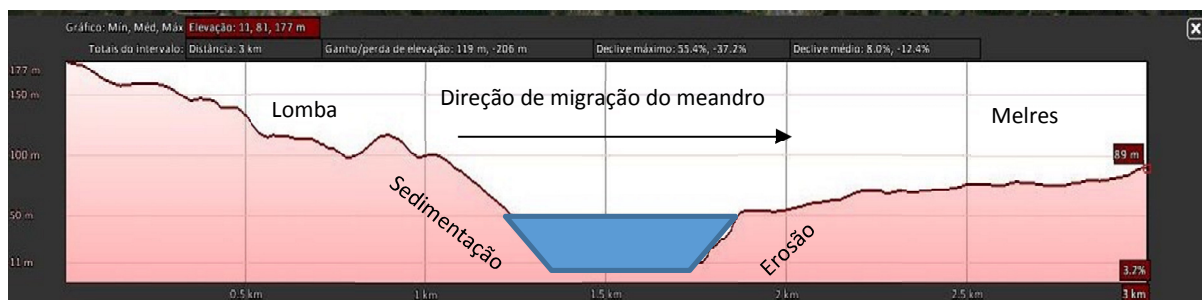 Gráfico: Mín, Méd, Máx Elevação: 11, 81, 177 m
X
Totais do intervalo: Distância: 3 km Ganho/perda de elevação: 119 m, -206 m Declive máximo: 55.4%, -37.2% Declive médio: 8.0%, -12.4%
177 m
150 m
Lomba
Direção de migração do meandro
Melres
100 m
89 m
Sedimentação
Erosão
50 m
11 m
3.2%
0.5 km 1 km 1.5 km 2 km 2.5 km 3 km